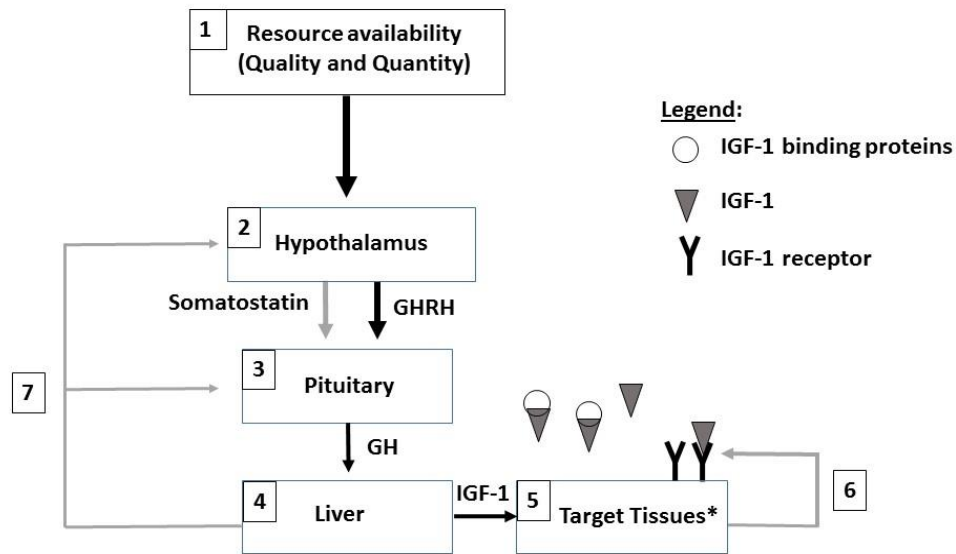 1
Resource availability
(Quality and Quantity)
Legend:
IGF-1 binding proteins
IGF-1
IGF-1 receptor
2
Hypothalamus
Somatostatin
GHRH
3
Pituitary
7
GH
4
Liver
IGF-1
5
Target Tissues*
6